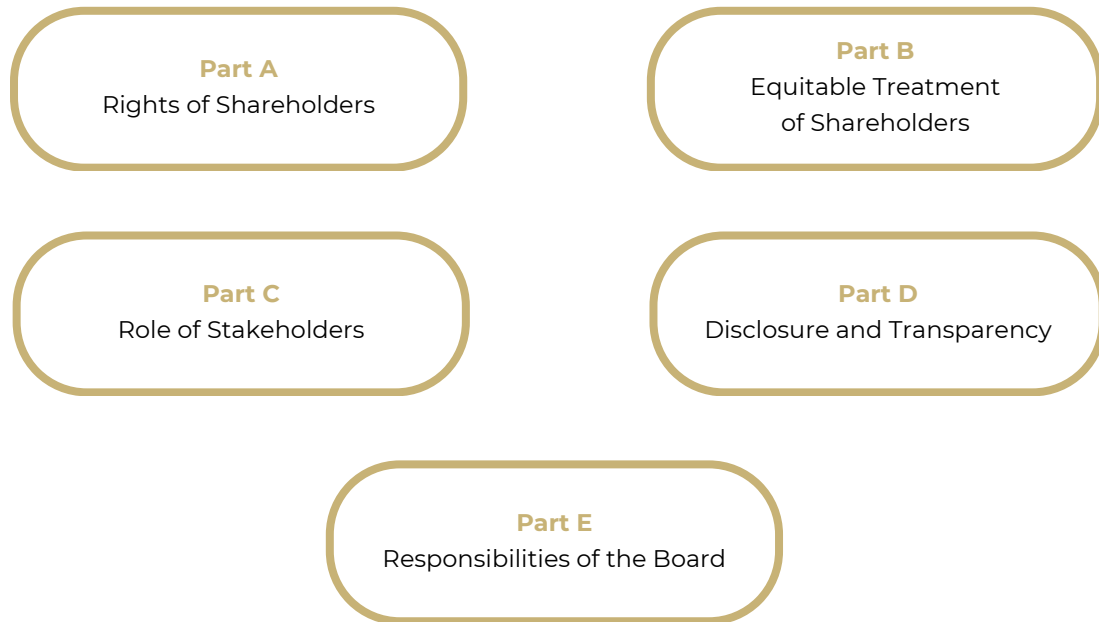 Part A
Rights of Shareholders
Part B
Equitable Treatment
of Shareholders
Part C
Role of Stakeholders
Part D
Disclosure and Transparency
Part E
Responsibilities of the Board